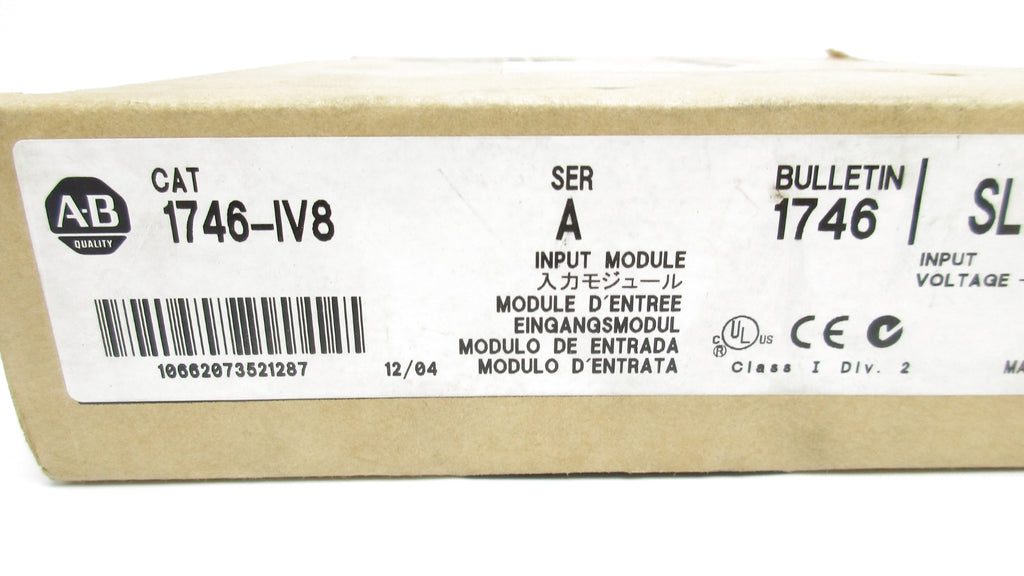 A·B
QUALITY
CAT
1746-IV8
10662073521287
12/04
SER
A
INPUT MODULE
入力モジュール
MODULE D'ENTREE
EINGANGSMODUL
MODULO DE ENTRADA
MODULO D'ENTRATA
BULLETIN
1746
SL
INPUT
VOLTAGE -
C UL US
®
CE
Class I Div. 2
MA